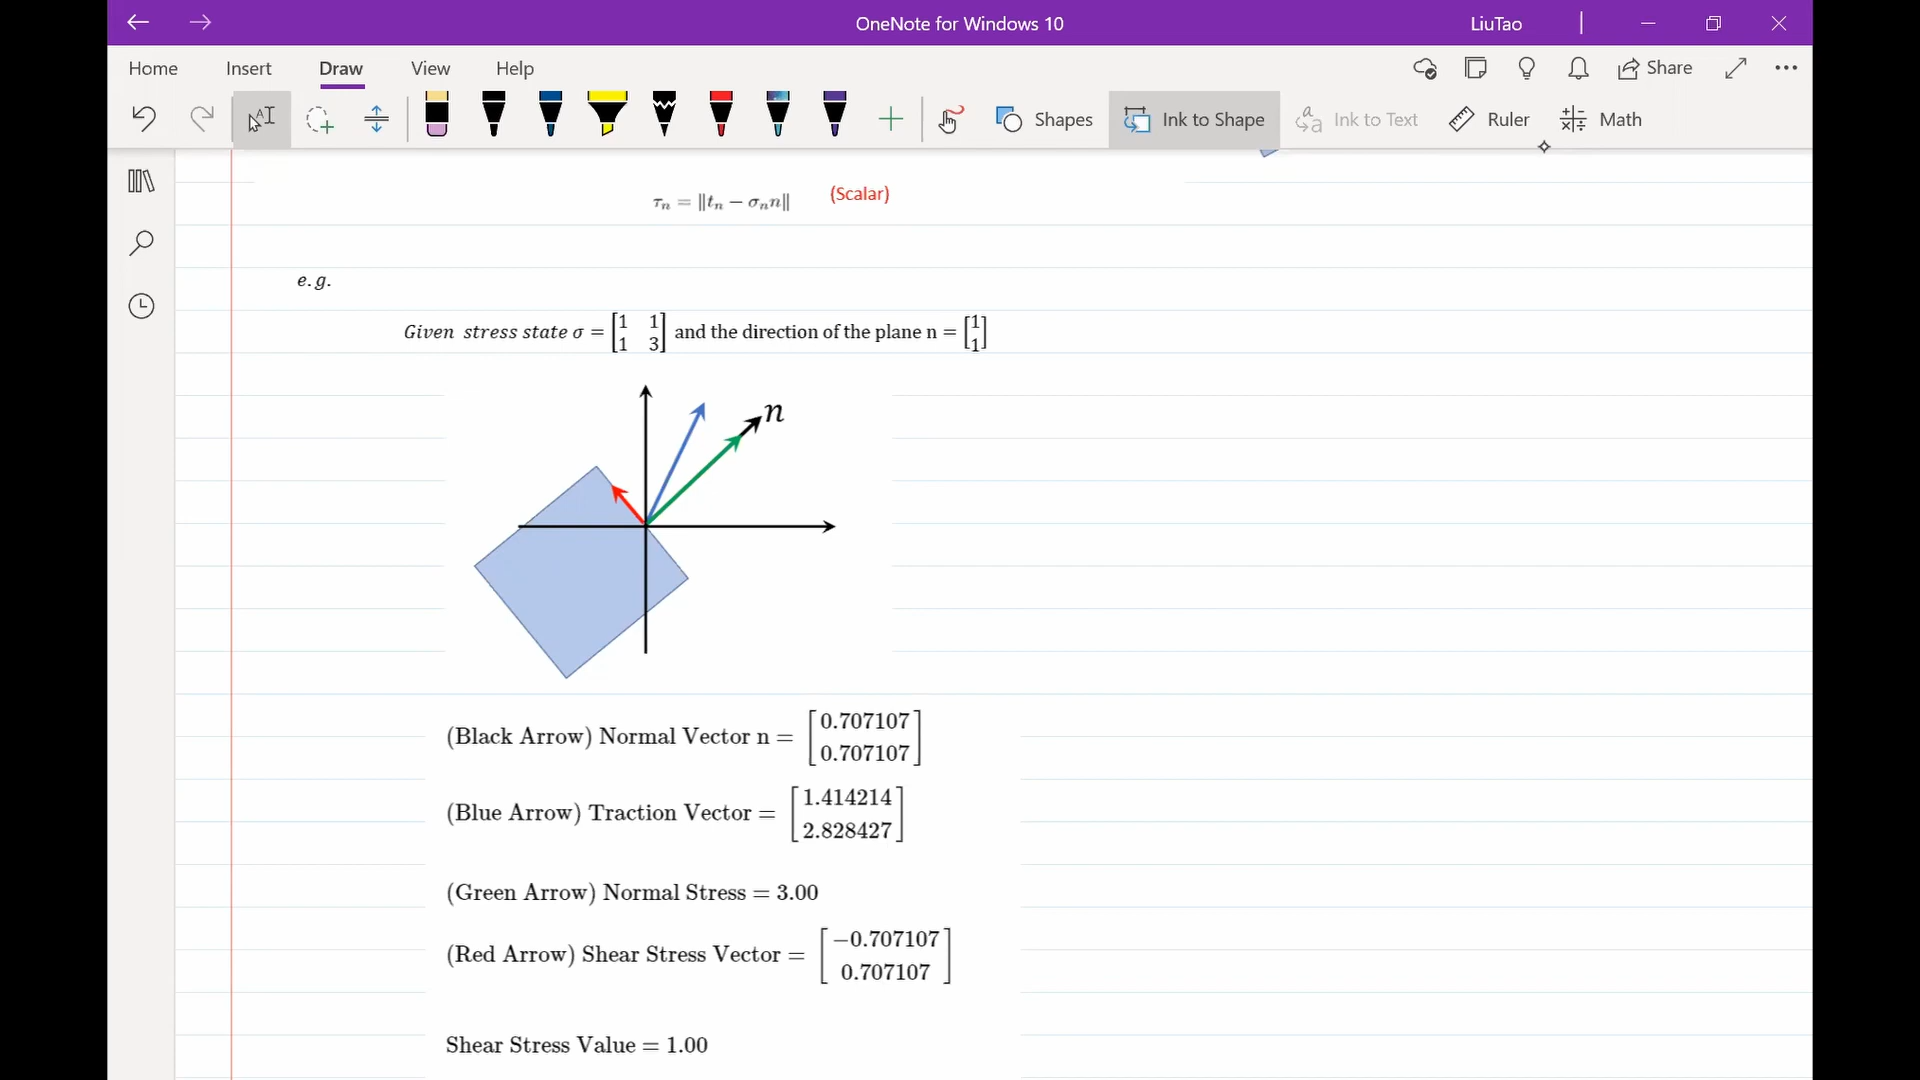 OneNote for Windows 10
LiuTao
Home Insert Draw View Help
Share
Shapes Ink to Shape Ink to Text Ruler Math
τₙ = ‖tₙ − σₙn‖ (Scalar)
e.g.
Given stress state σ = [1 1; 1 3] and the direction of the plane n = [1; 1]
n
(Black Arrow) Normal Vector n = [0.707107; 0.707107]
(Blue Arrow) Traction Vector = [1.414214; 2.828427]
(Green Arrow) Normal Stress = 3.00
(Red Arrow) Shear Stress Vector = [−0.707107; 0.707107]
Shear Stress Value = 1.00